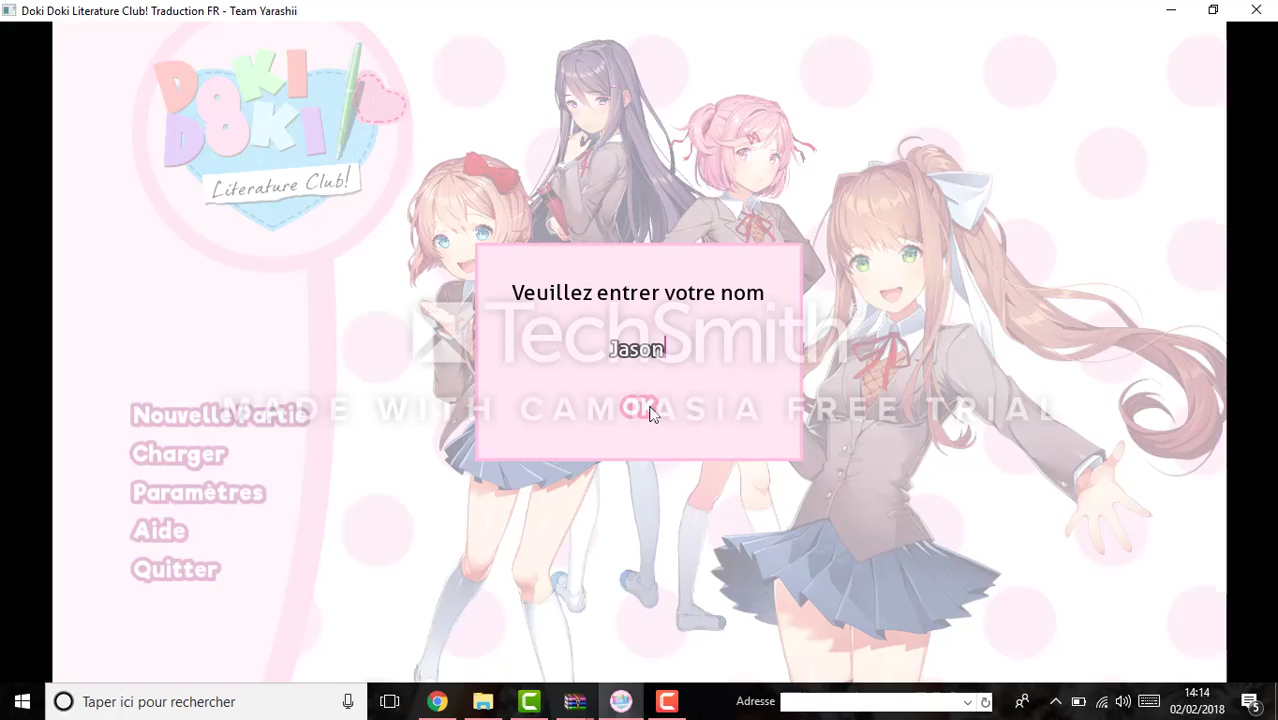 Doki Doki Literature Club! Traduction FR - Team Yarashii
DOKI
DOKI
Literature Club!
Veuillez entrer votre nom
TechSmith
Jason
OK
MADE WITH CAMTASIA FREE TRIAL
Nouvelle Partie
Charger
Paramètres
Aide
Quitter
Taper ici pour rechercher
Adresse
14:14
02/02/2018
5